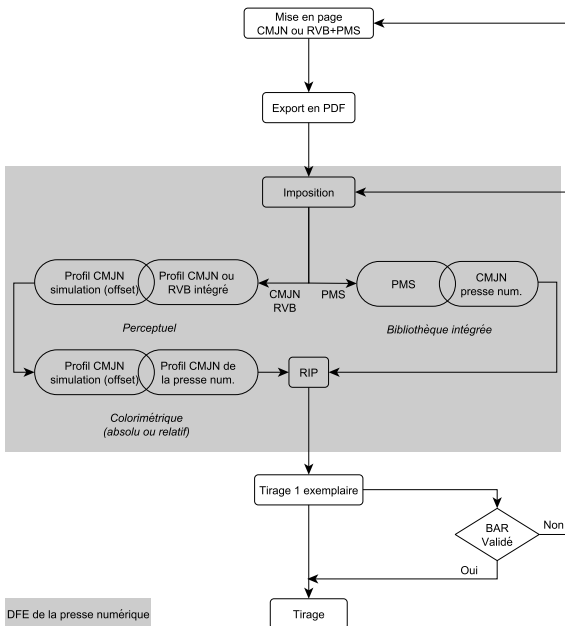 Mise en page
CMJN ou RVB+PMS
Export en PDF
Imposition
Profil CMJN
simulation (offset)
Profil CMJN ou
RVB intégré
CMJN
RVB
PMS
PMS
CMJN
presse num.
Perceptuel
Bibliothèque intégrée
Profil CMJN
simulation (offset)
Profil CMJN de
la presse num.
RIP
Colorimétrique
(absolu ou relatif)
Tirage 1 exemplaire
BAR
Validé
Non
Oui
DFE de la presse numérique
Tirage